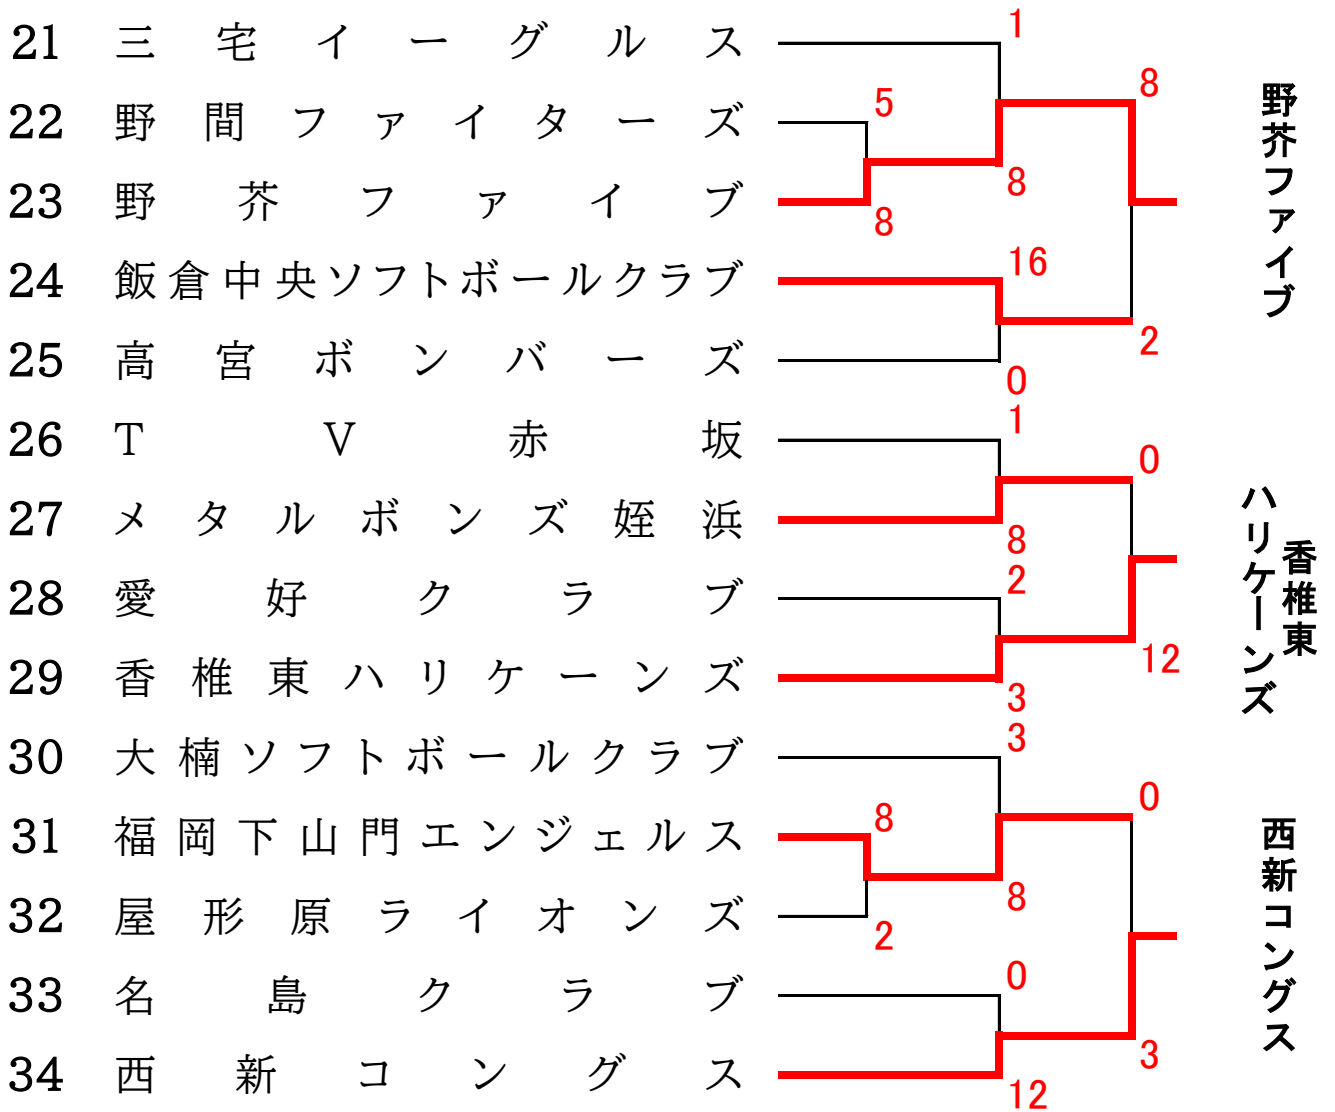 21 三宅イーグルス
22 野間ファイターズ
23 野芥ファイブ
24 飯倉中央ソフトボールクラブ
25 高宮ボンバーズ
26 TV赤坂
27 メタルボンズ姪浜
28 愛好クラブ
29 香椎東ハリケーンズ
30 大楠ソフトボールクラブ
31 福岡下山門エンジェルス
32 屋形原ライオンズ
33 名島クラブ
34 西新コングス
1
5
8
8
16
0
1
8
2
3
3
8
2
8
0
12
8
2
0
12
0
3
野芥ファイブ
香椎東
ハリケーンズ
西新コングス